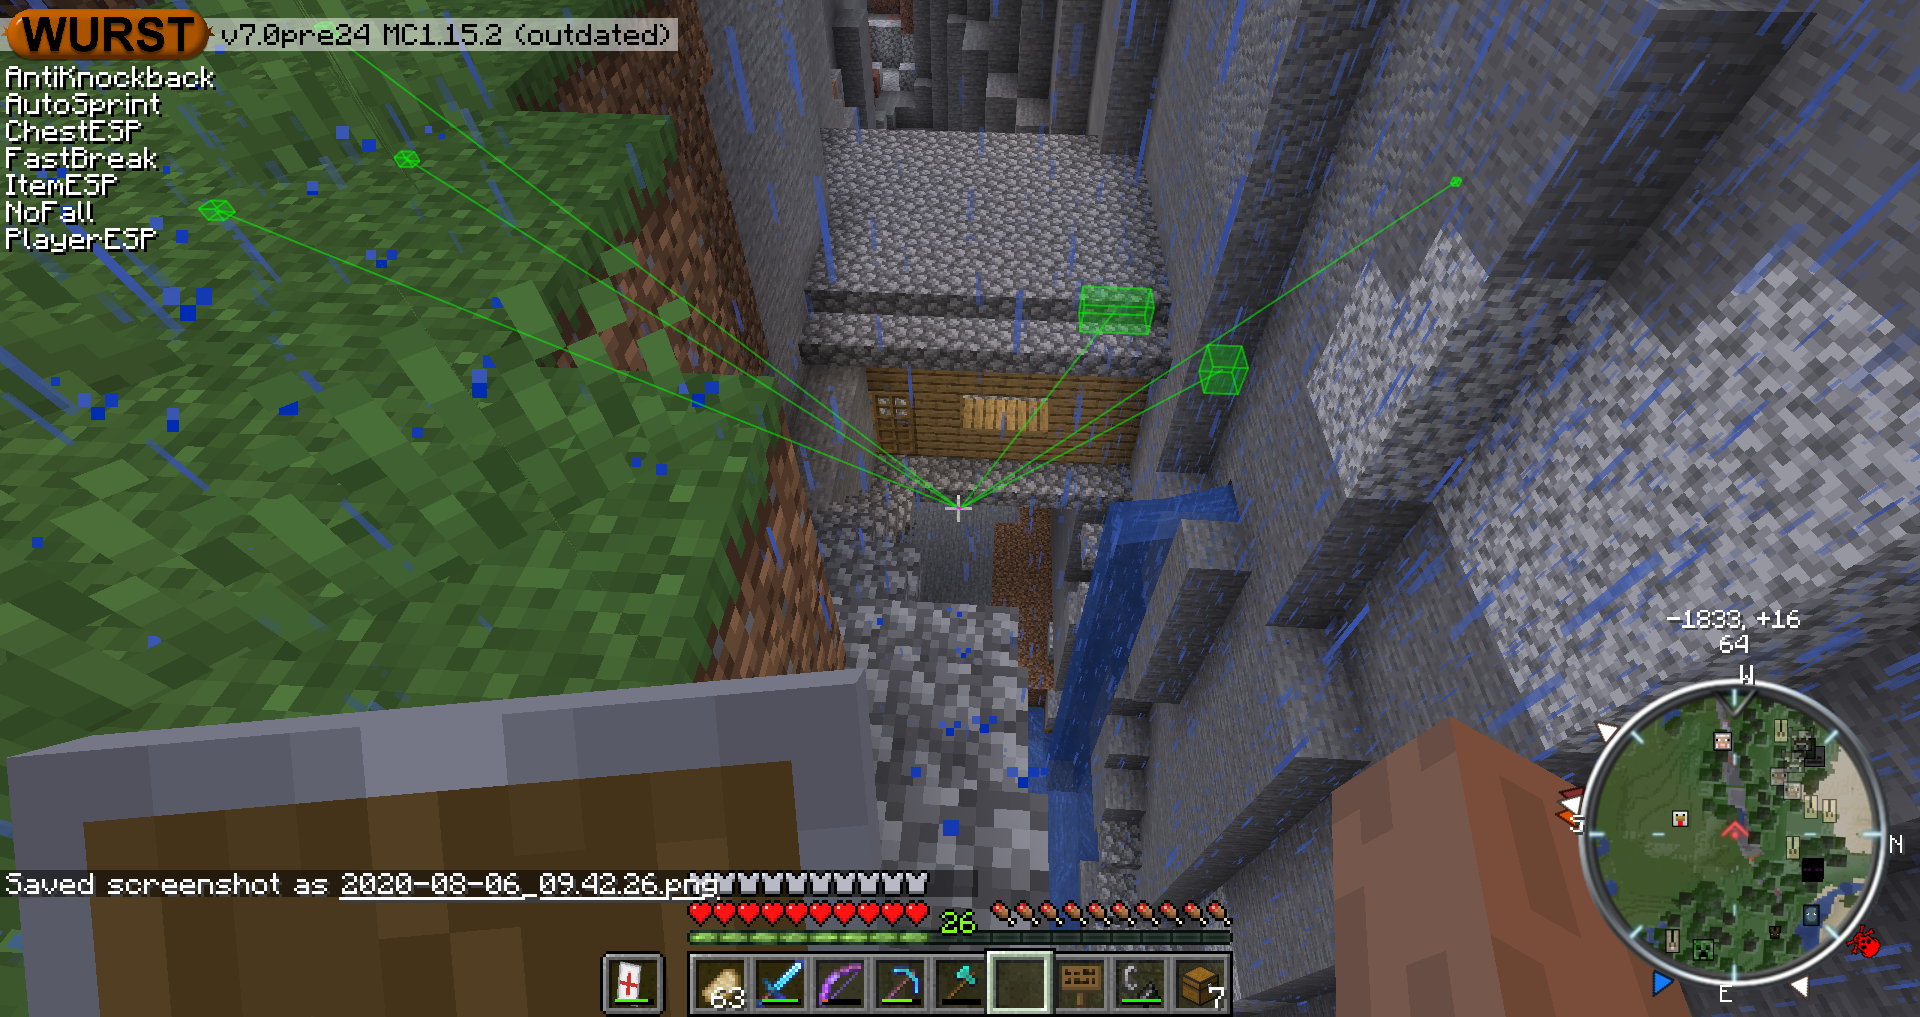 WURST v7.0pre24 MC1.15.2 (outdated)
AntiKnockback
AutoSprint
ChestESP
FastBreak
ItemESP
NoFall
PlayerESP
-1833, +16
64
W
S
N
E
Saved screenshot as 2020-08-06_09.42.26.png
26
63
7